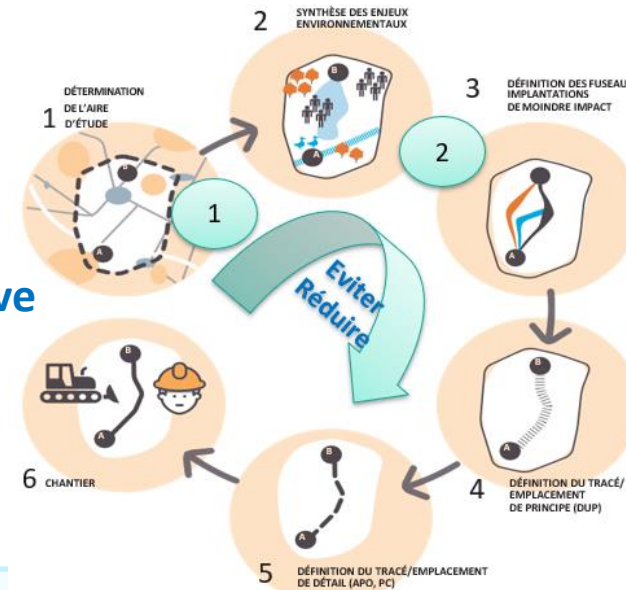 2
SYNTHÈSE DES ENJEUX
ENVIRONNEMENTAUX
B
A
1
DÉTERMINATION
DE L'AIRE
D'ÉTUDE
B
A
1
2
3
DÉFINITION DES FUSEAUX
IMPLANTATIONS
DE MOINDRE IMPACT
A
Eviter
Réduire
ve
B
A
4
DÉFINITION DU TRACÉ/
EMPLACEMENT
DE PRINCIPE (DUP)
B
A
5
DÉFINITION DU TRACÉ/EMPLACEMENT
DE DÉTAIL (APO, PC)
B
A
6 CHANTIER